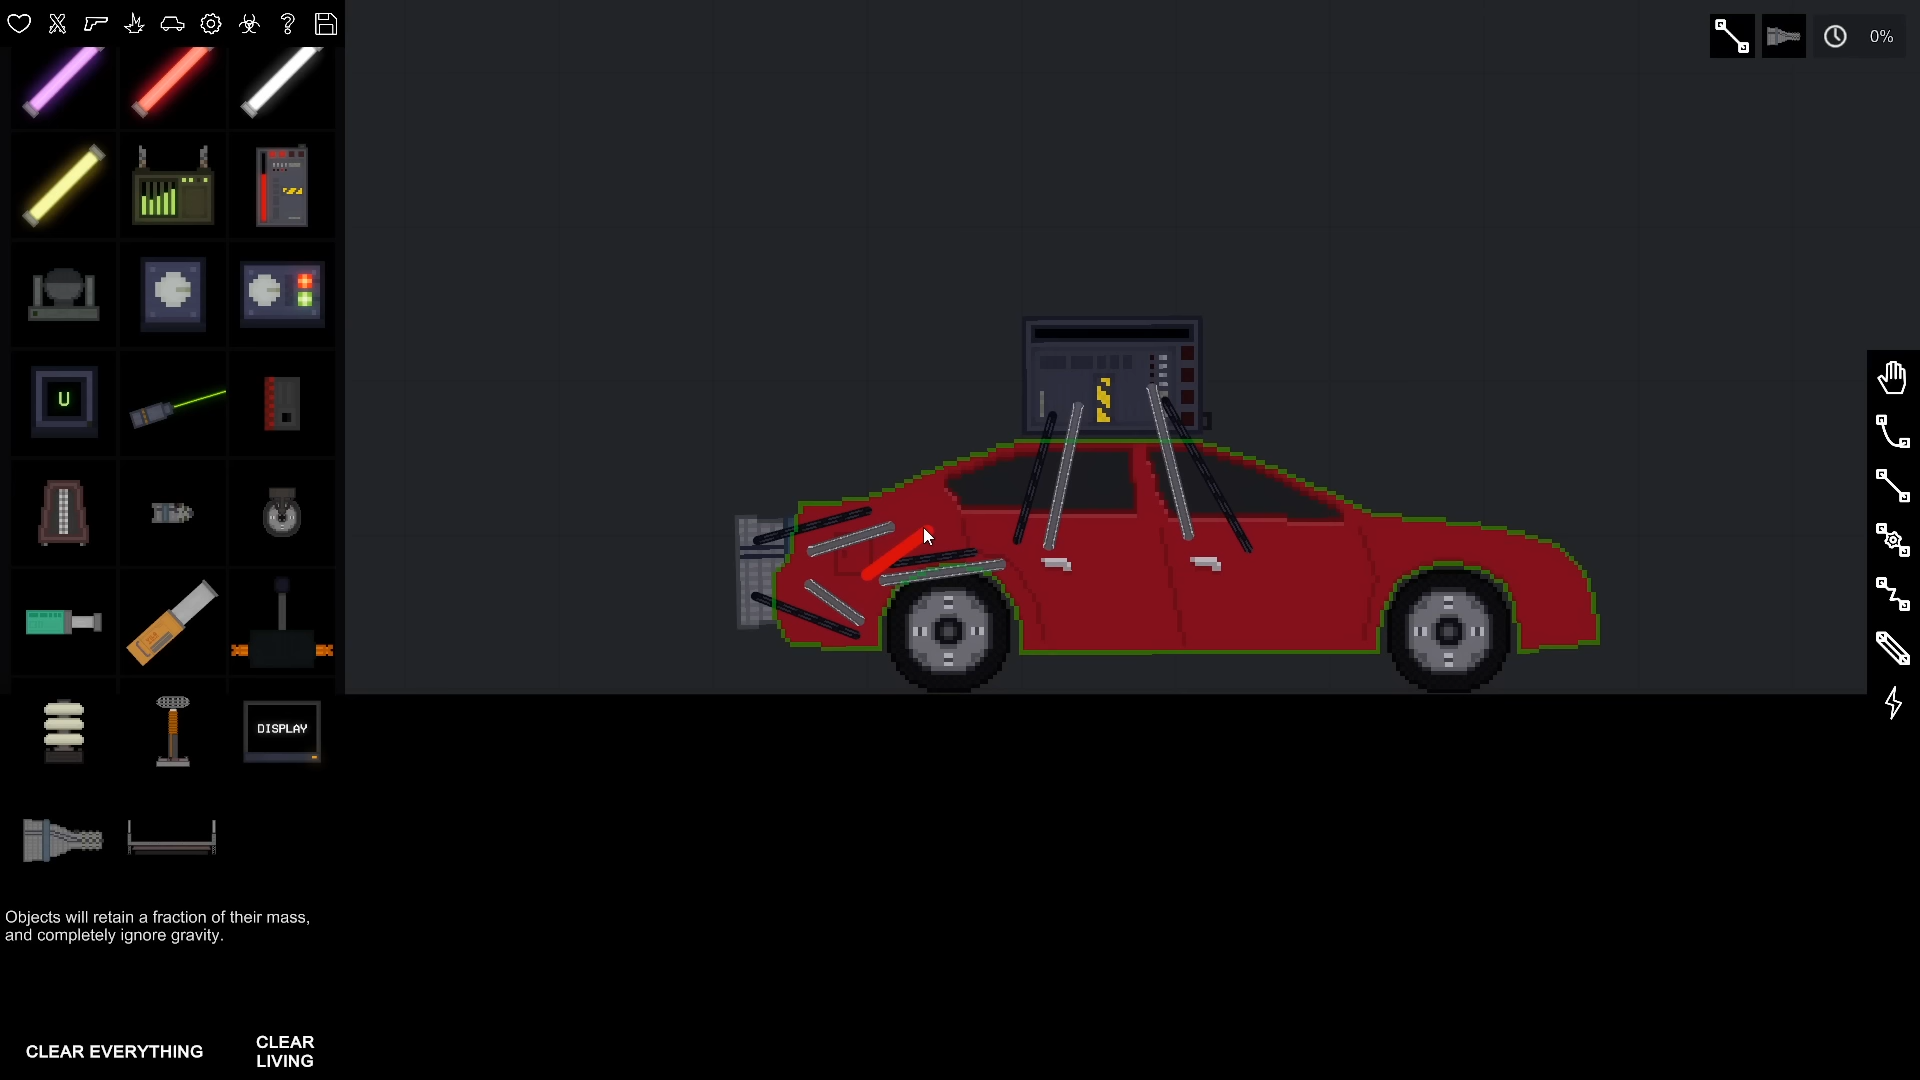 0%
U
DISPLAY
Objects will retain a fraction of their mass,
and completely ignore gravity.
CLEAR EVERYTHING
CLEAR
LIVING